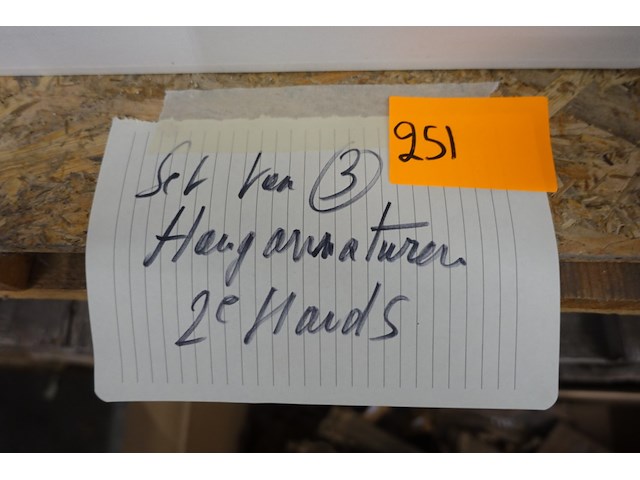 251
Set van 3
Hangarmaturen
2e Hands